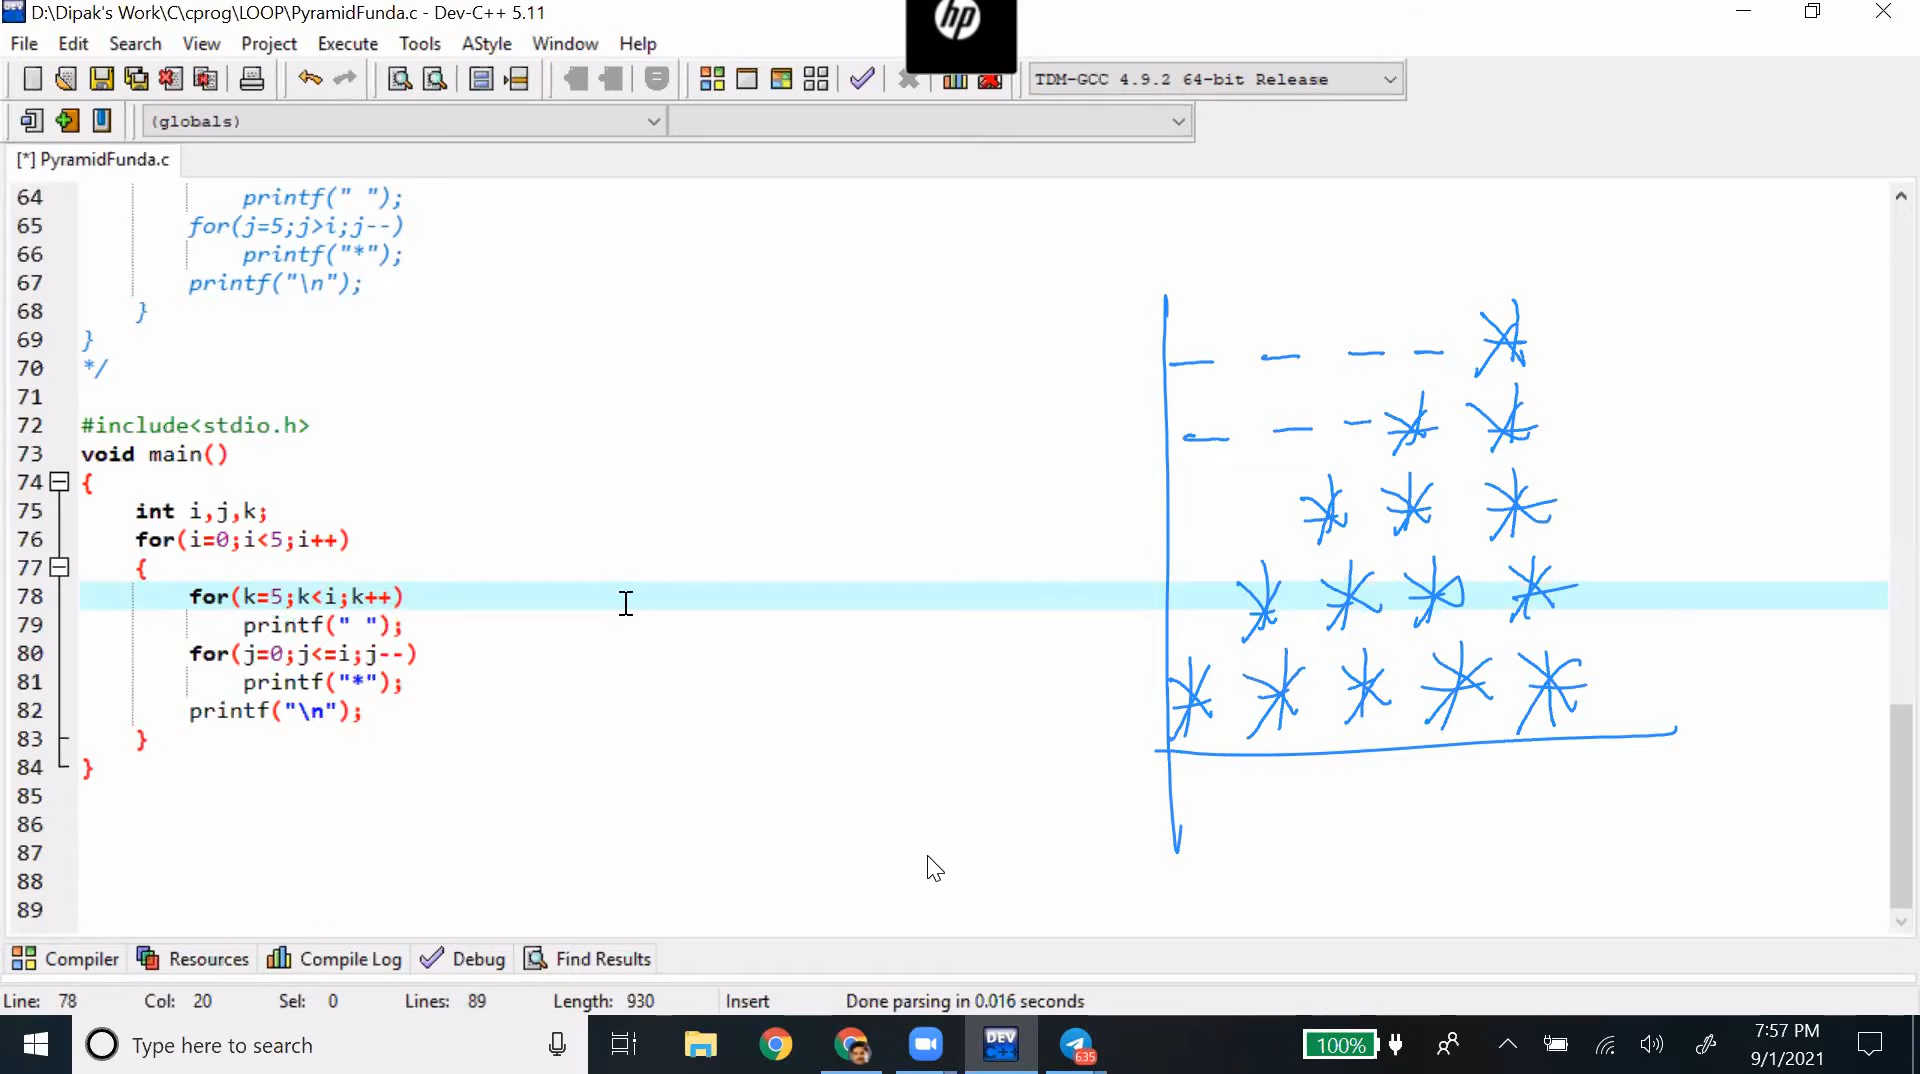 D:\Dipak's Work\C\cprog\LOOP\PyramidFunda.c - Dev-C++ 5.11
hp
File Edit Search View Project Execute Tools AStyle Window Help
TDM-GCC 4.9.2 64-bit Release
(globals)
[*] PyramidFunda.c
64 printf(" ");
65 for(j=5;j>i;j--)
66 printf("*");
67 printf("\n");
68 }
69 }
70 */
71
72 #include<stdio.h>
73 void main()
74 {
75 int i,j,k;
76 for(i=0;i<5;i++)
77 {
78 for(k=5;k<i;k++)
79 printf(" ");
80 for(j=0;j<=i;j--)
81 printf("*");
82 printf("\n");
83 }
84 }
85
86
87
88
89
_ _ _ _ *
_ _ _ * *
* * *
* * * *
* * * * *
Compiler Resources Compile Log Debug Find Results
Line: 78 Col: 20 Sel: 0 Lines: 89 Length: 930 Insert Done parsing in 0.016 seconds
Type here to search
DEV C++
635
100%
7:57 PM
9/1/2021